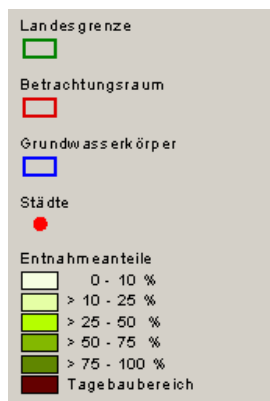 Landesgrenze
Betrachtungsraum
Grundwasserkörper
Städte
Entnahmeanteile
0 - 10 %
> 10 - 25 %
> 25 - 50 %
> 50 - 75 %
> 75 - 100 %
Tagebaubereich